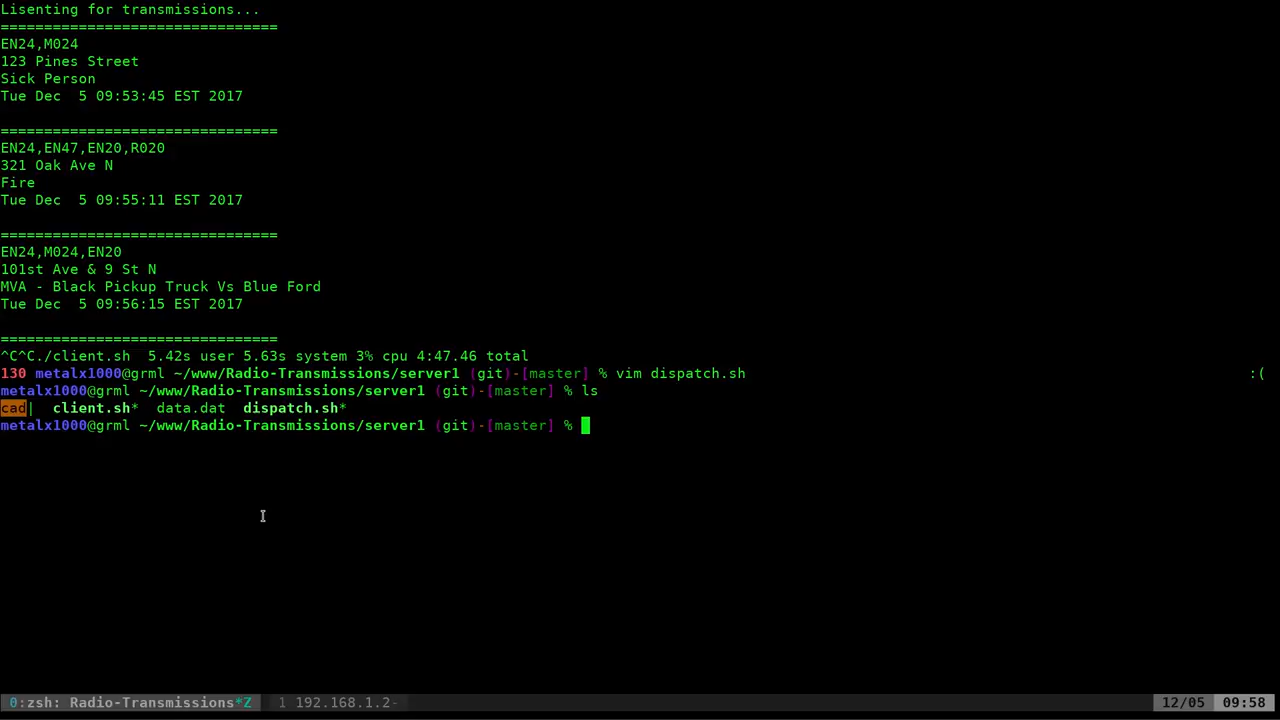 Lisenting for transmissions...
================================
EN24,M024
123 Pines Street
Sick Person
Tue Dec  5 09:53:45 EST 2017
================================
EN24,EN47,EN20,R020
321 Oak Ave N
Fire
Tue Dec  5 09:55:11 EST 2017
================================
EN24,M024,EN20
101st Ave & 9 St N
MVA - Black Pickup Truck Vs Blue Ford
Tue Dec  5 09:56:15 EST 2017
================================
^C^C./client.sh  5.42s user 5.63s system 3% cpu 4:47.46 total
130 metalx1000@grml ~/www/Radio-Transmissions/server1 (git)-[master] % vim dispatch.sh :(
metalx1000@grml ~/www/Radio-Transmissions/server1 (git)-[master] % ls
cad|  client.sh*  data.dat  dispatch.sh*
metalx1000@grml ~/www/Radio-Transmissions/server1 (git)-[master] %
0:zsh: Radio-Transmissions*Z  1 192.168.1.2-  12/05  09:58